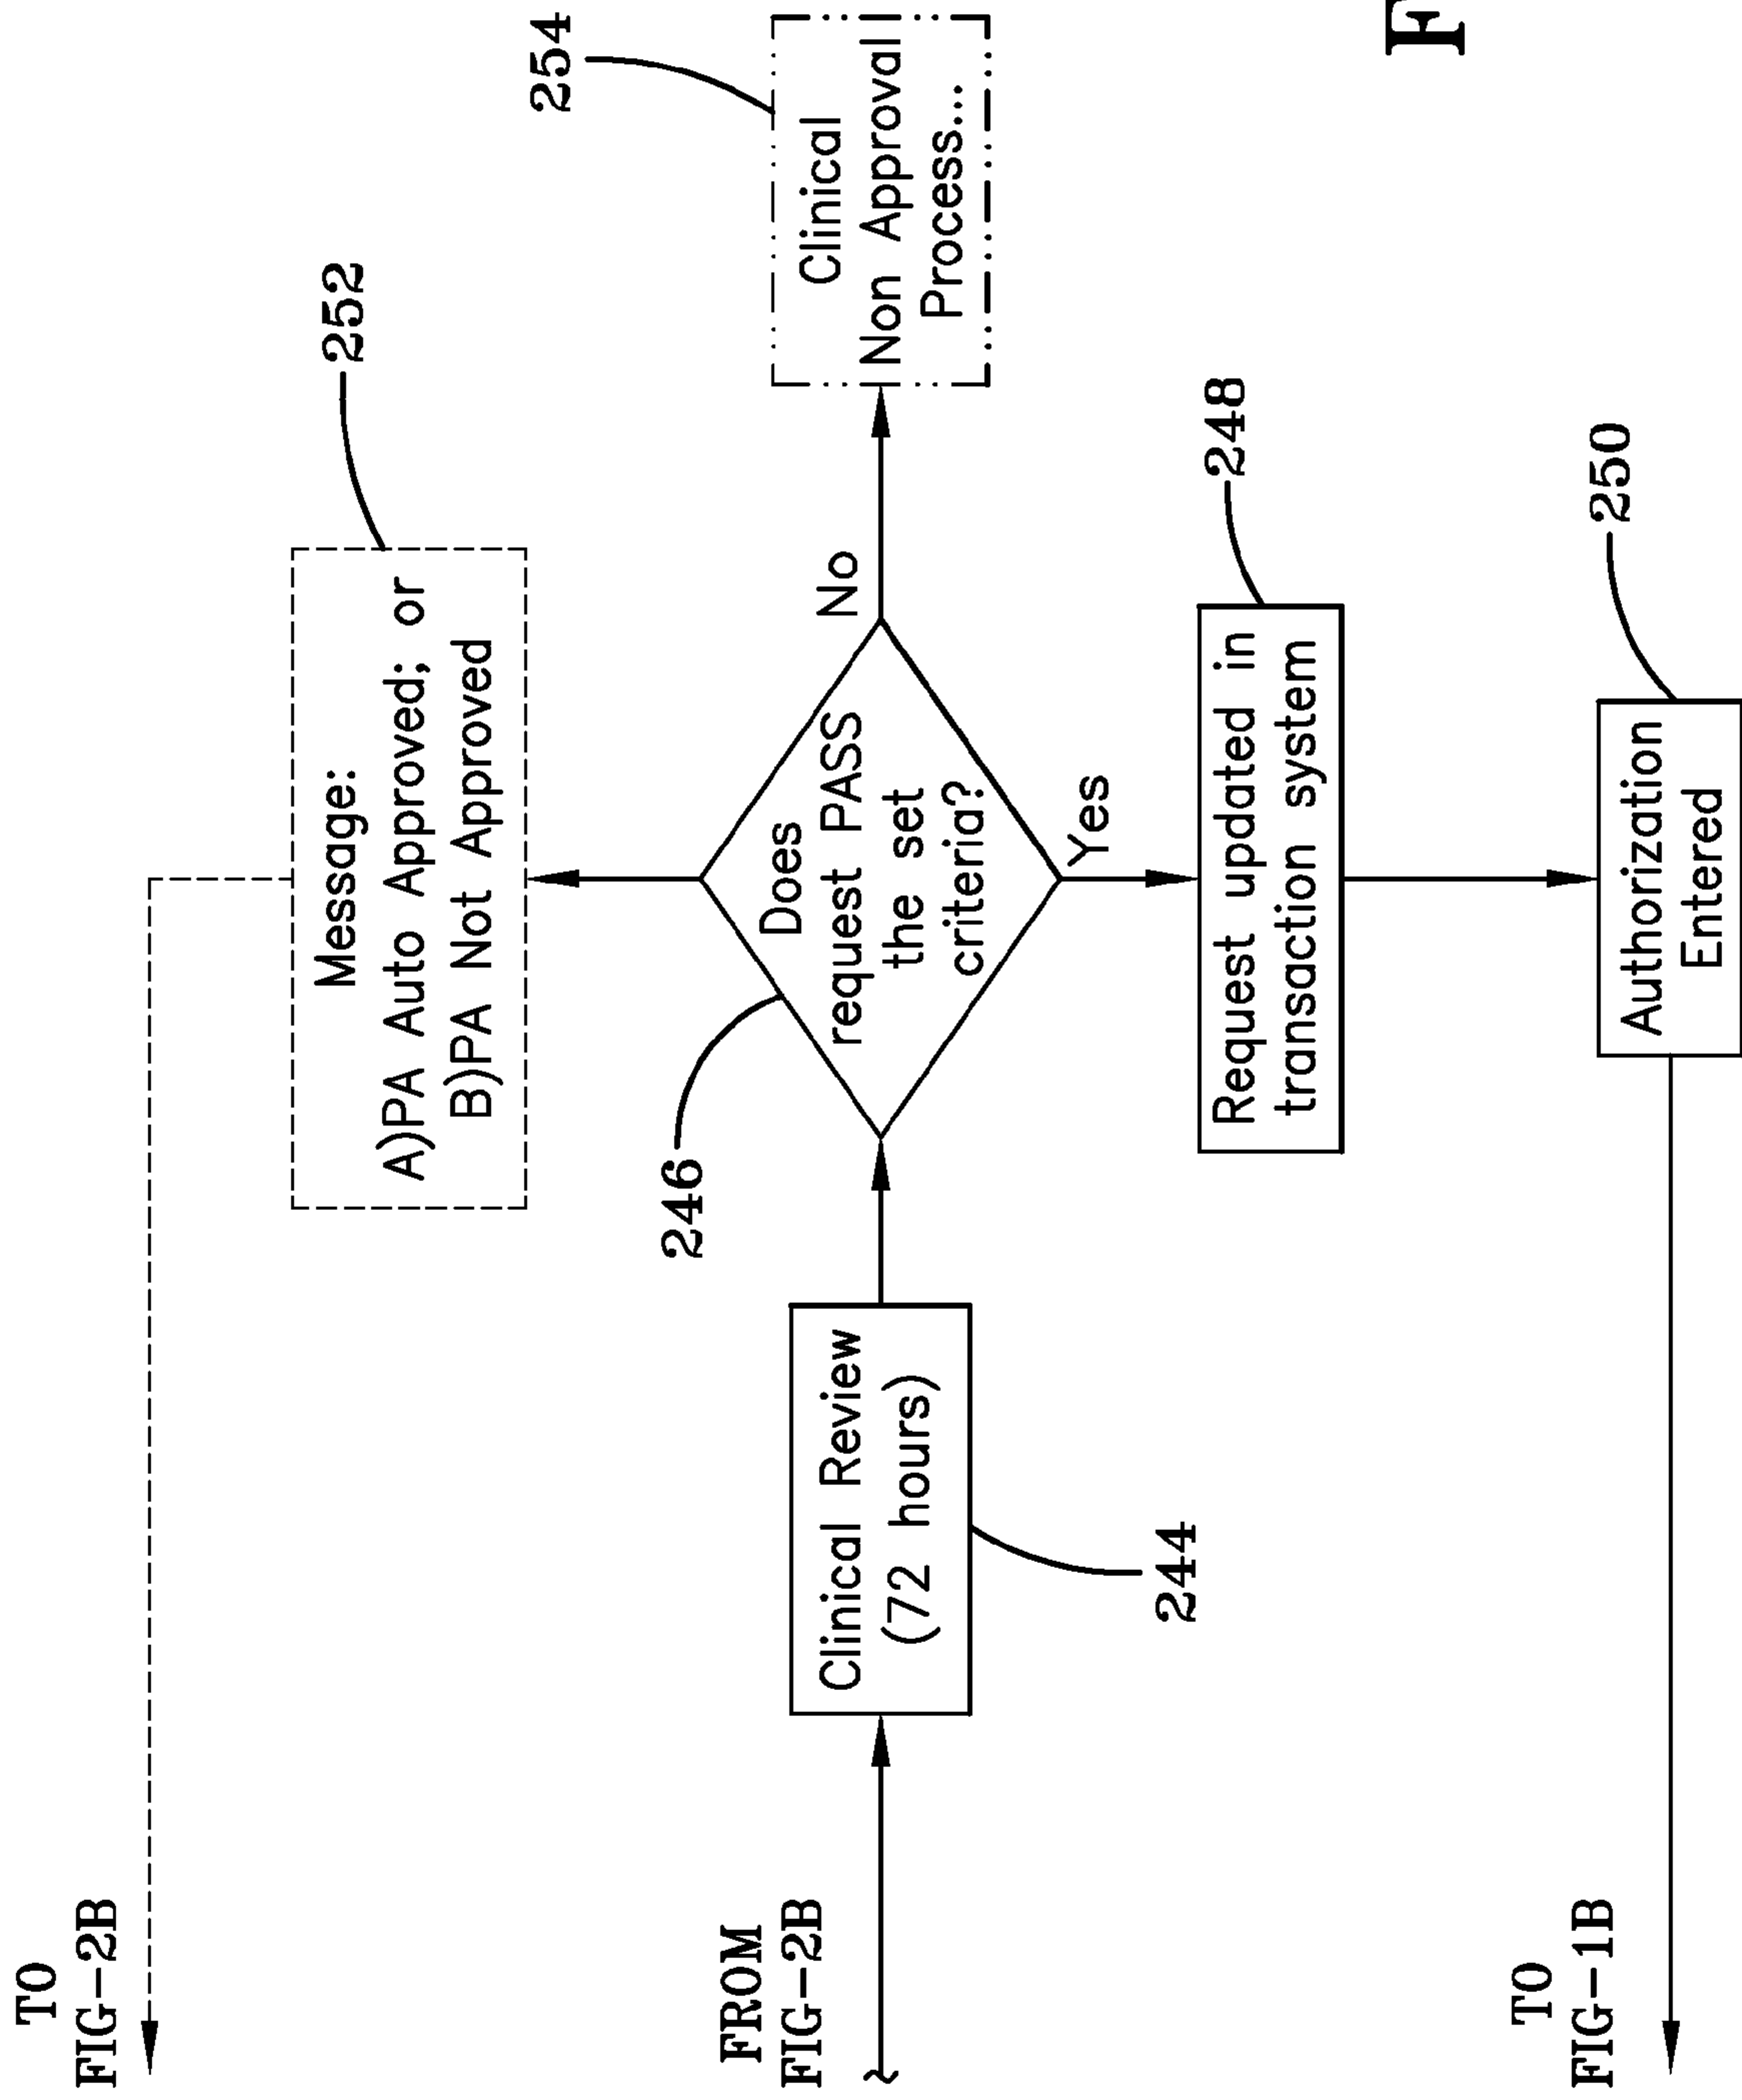 TO
FIG-2B
Message:
A)PA Auto Approved; or
B)PA Not Approved
252
254
FROM
FIG-2B
Clinical Review
(72 hours)
244
246
Does
request PASS
the set
criteria?
No
Clinical
Non Approval
Process...
Yes
Request updated in
transaction system
248
TO
FIG-1B
Authorization
Entered
250
F